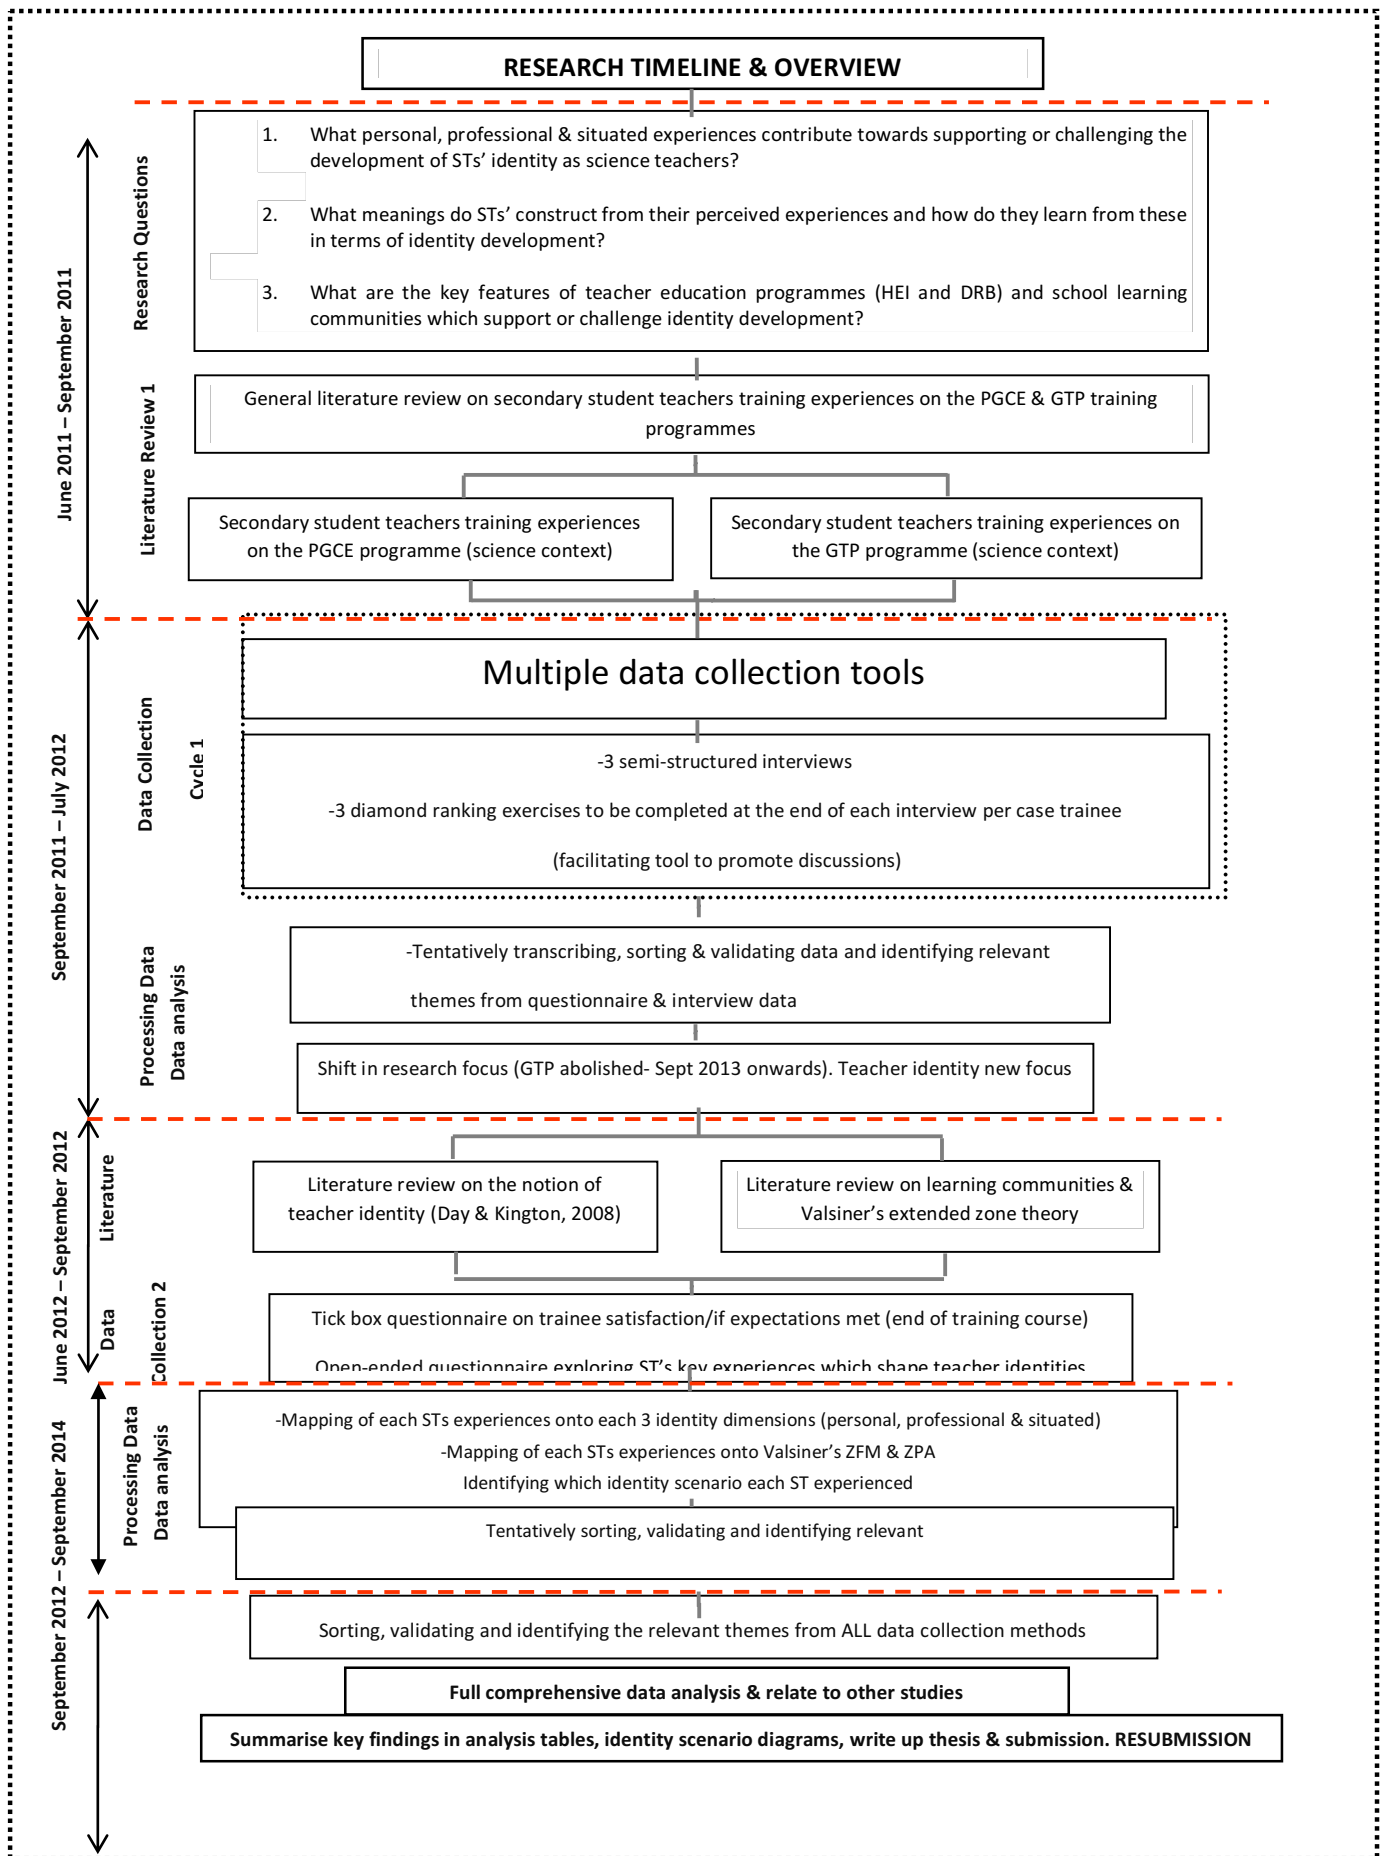 RESEARCH TIMELINE & OVERVIEW
June 2011 – September 2011
Research Questions
1. What personal, professional & situated experiences contribute towards supporting or challenging the
development of STs’ identity as science teachers?
2. What meanings do STs’ construct from their perceived experiences and how do they learn from these
in terms of identity development?
3. What are the key features of teacher education programmes (HEI and DRB) and school learning
communities which support or challenge identity development?
Literature Review 1
General literature review on secondary student teachers training experiences on the PGCE & GTP training
programmes
Secondary student teachers training experiences
on the PGCE programme (science context)
Secondary student teachers training experiences on
the GTP programme (science context)
September 2011 – July 2012
Data Collection
Cycle 1
Multiple data collection tools
-3 semi-structured interviews
-3 diamond ranking exercises to be completed at the end of each interview per case trainee
(facilitating tool to promote discussions)
Processing Data
Data analysis
-Tentatively transcribing, sorting & validating data and identifying relevant
themes from questionnaire & interview data
Shift in research focus (GTP abolished- Sept 2013 onwards). Teacher identity new focus
June 2012 – September 2012
Literature
Literature review on the notion of
teacher identity (Day & Kington, 2008)
Literature review on learning communities &
Valsiner’s extended zone theory
Data
Collection 2
Tick box questionnaire on trainee satisfaction/if expectations met (end of training course)
Open-ended questionnaire exploring ST’s key experiences which shape teacher identities
September 2012 – September 2014
Processing Data
Data analysis
-Mapping of each STs experiences onto each 3 identity dimensions (personal, professional & situated)
-Mapping of each STs experiences onto Valsiner’s ZFM & ZPA
Identifying which identity scenario each ST experienced
Tentatively sorting, validating and identifying relevant
Sorting, validating and identifying the relevant themes from ALL data collection methods
Full comprehensive data analysis & relate to other studies
Summarise key findings in analysis tables, identity scenario diagrams, write up thesis & submission. RESUBMISSION